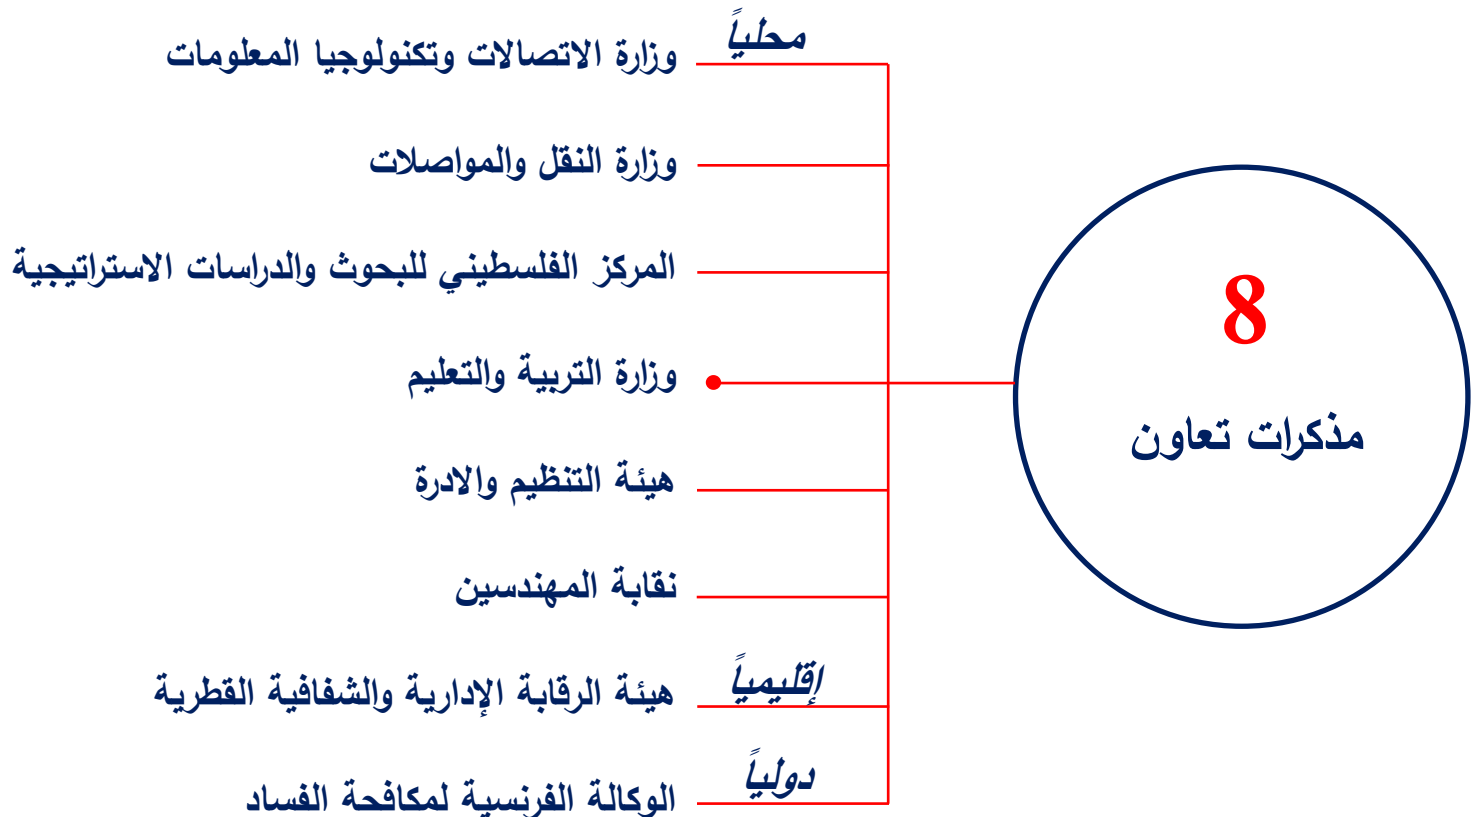 8
مذكرات تعاون
محلياً
وزارة الاتصالات وتكنولوجيا المعلومات
وزارة النقل والمواصلات
المركز الفلسطيني للبحوث والدراسات الاستراتيجية
وزارة التربية والتعليم
هيئة التنظيم والادرة
نقابة المهندسين
إقليمياً
هيئة الرقابة الإدارية والشفافية القطرية
دولياً
الوكالة الفرنسية لمكافحة الفساد